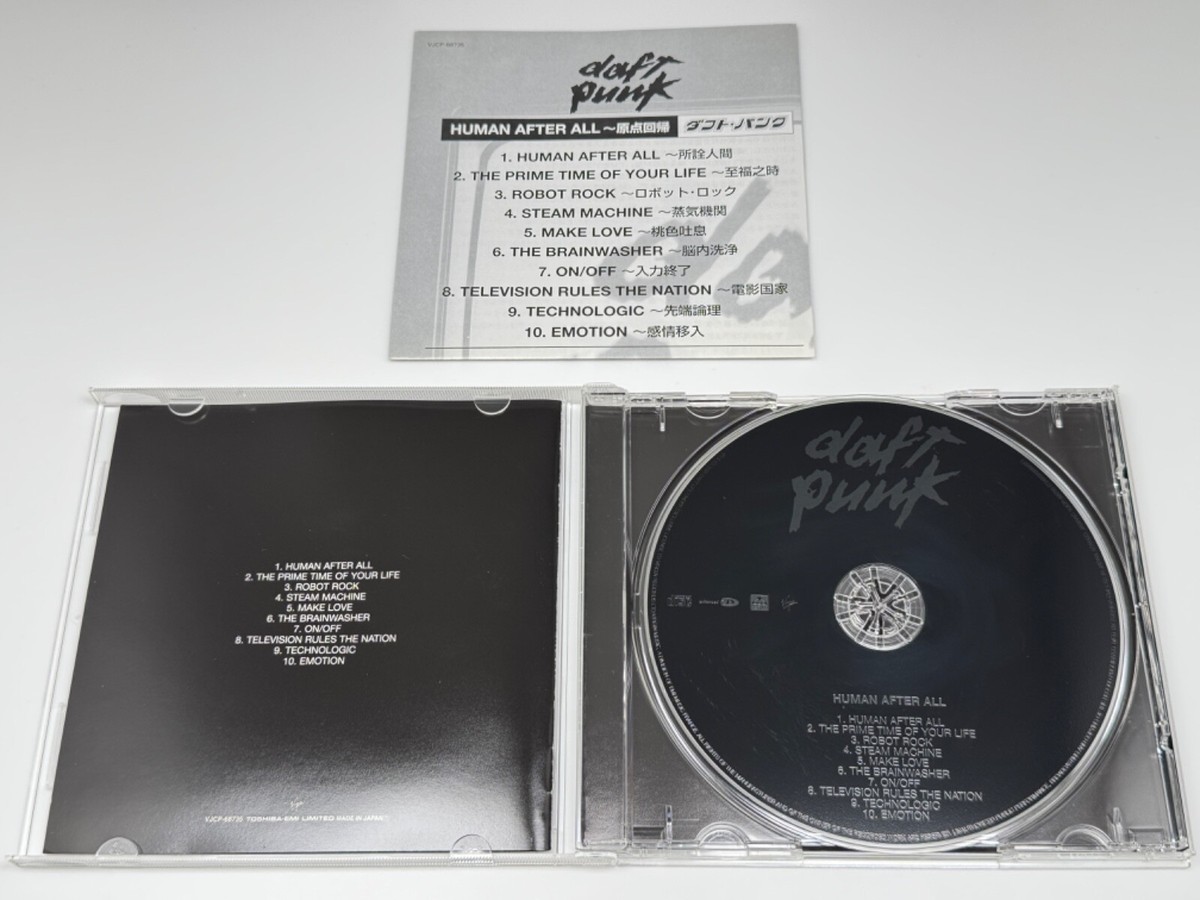 VJCP-68735
daft
punk
HUMAN AFTER ALL ～原点回帰 ダフト・パンク
1. HUMAN AFTER ALL ～所詮人間
2. THE PRIME TIME OF YOUR LIFE ～至福之時
3. ROBOT ROCK ～ロボット・ロック
4. STEAM MACHINE ～蒸気機関
5. MAKE LOVE ～桃色吐息
6. THE BRAINWASHER ～脳内洗浄
7. ON/OFF ～入力終了
8. TELEVISION RULES THE NATION ～電影国家
9. TECHNOLOGIC ～先端論理
10. EMOTION ～感情移入
1. HUMAN AFTER ALL
2. THE PRIME TIME OF YOUR LIFE
3. ROBOT ROCK
4. STEAM MACHINE
5. MAKE LOVE
6. THE BRAINWASHER
7. ON/OFF
8. TELEVISION RULES THE NATION
9. TECHNOLOGIC
10. EMOTION
VJCP-68735 TOSHIBA-EMI LIMITED MADE IN JAPAN
daft
punk
HUMAN AFTER ALL
1. HUMAN AFTER ALL
2. THE PRIME TIME OF YOUR LIFE
3. ROBOT ROCK
4. STEAM MACHINE
5. MAKE LOVE
6. THE BRAINWASHER
7. ON/OFF
8. TELEVISION RULES THE NATION
9. TECHNOLOGIC
10. EMOTION